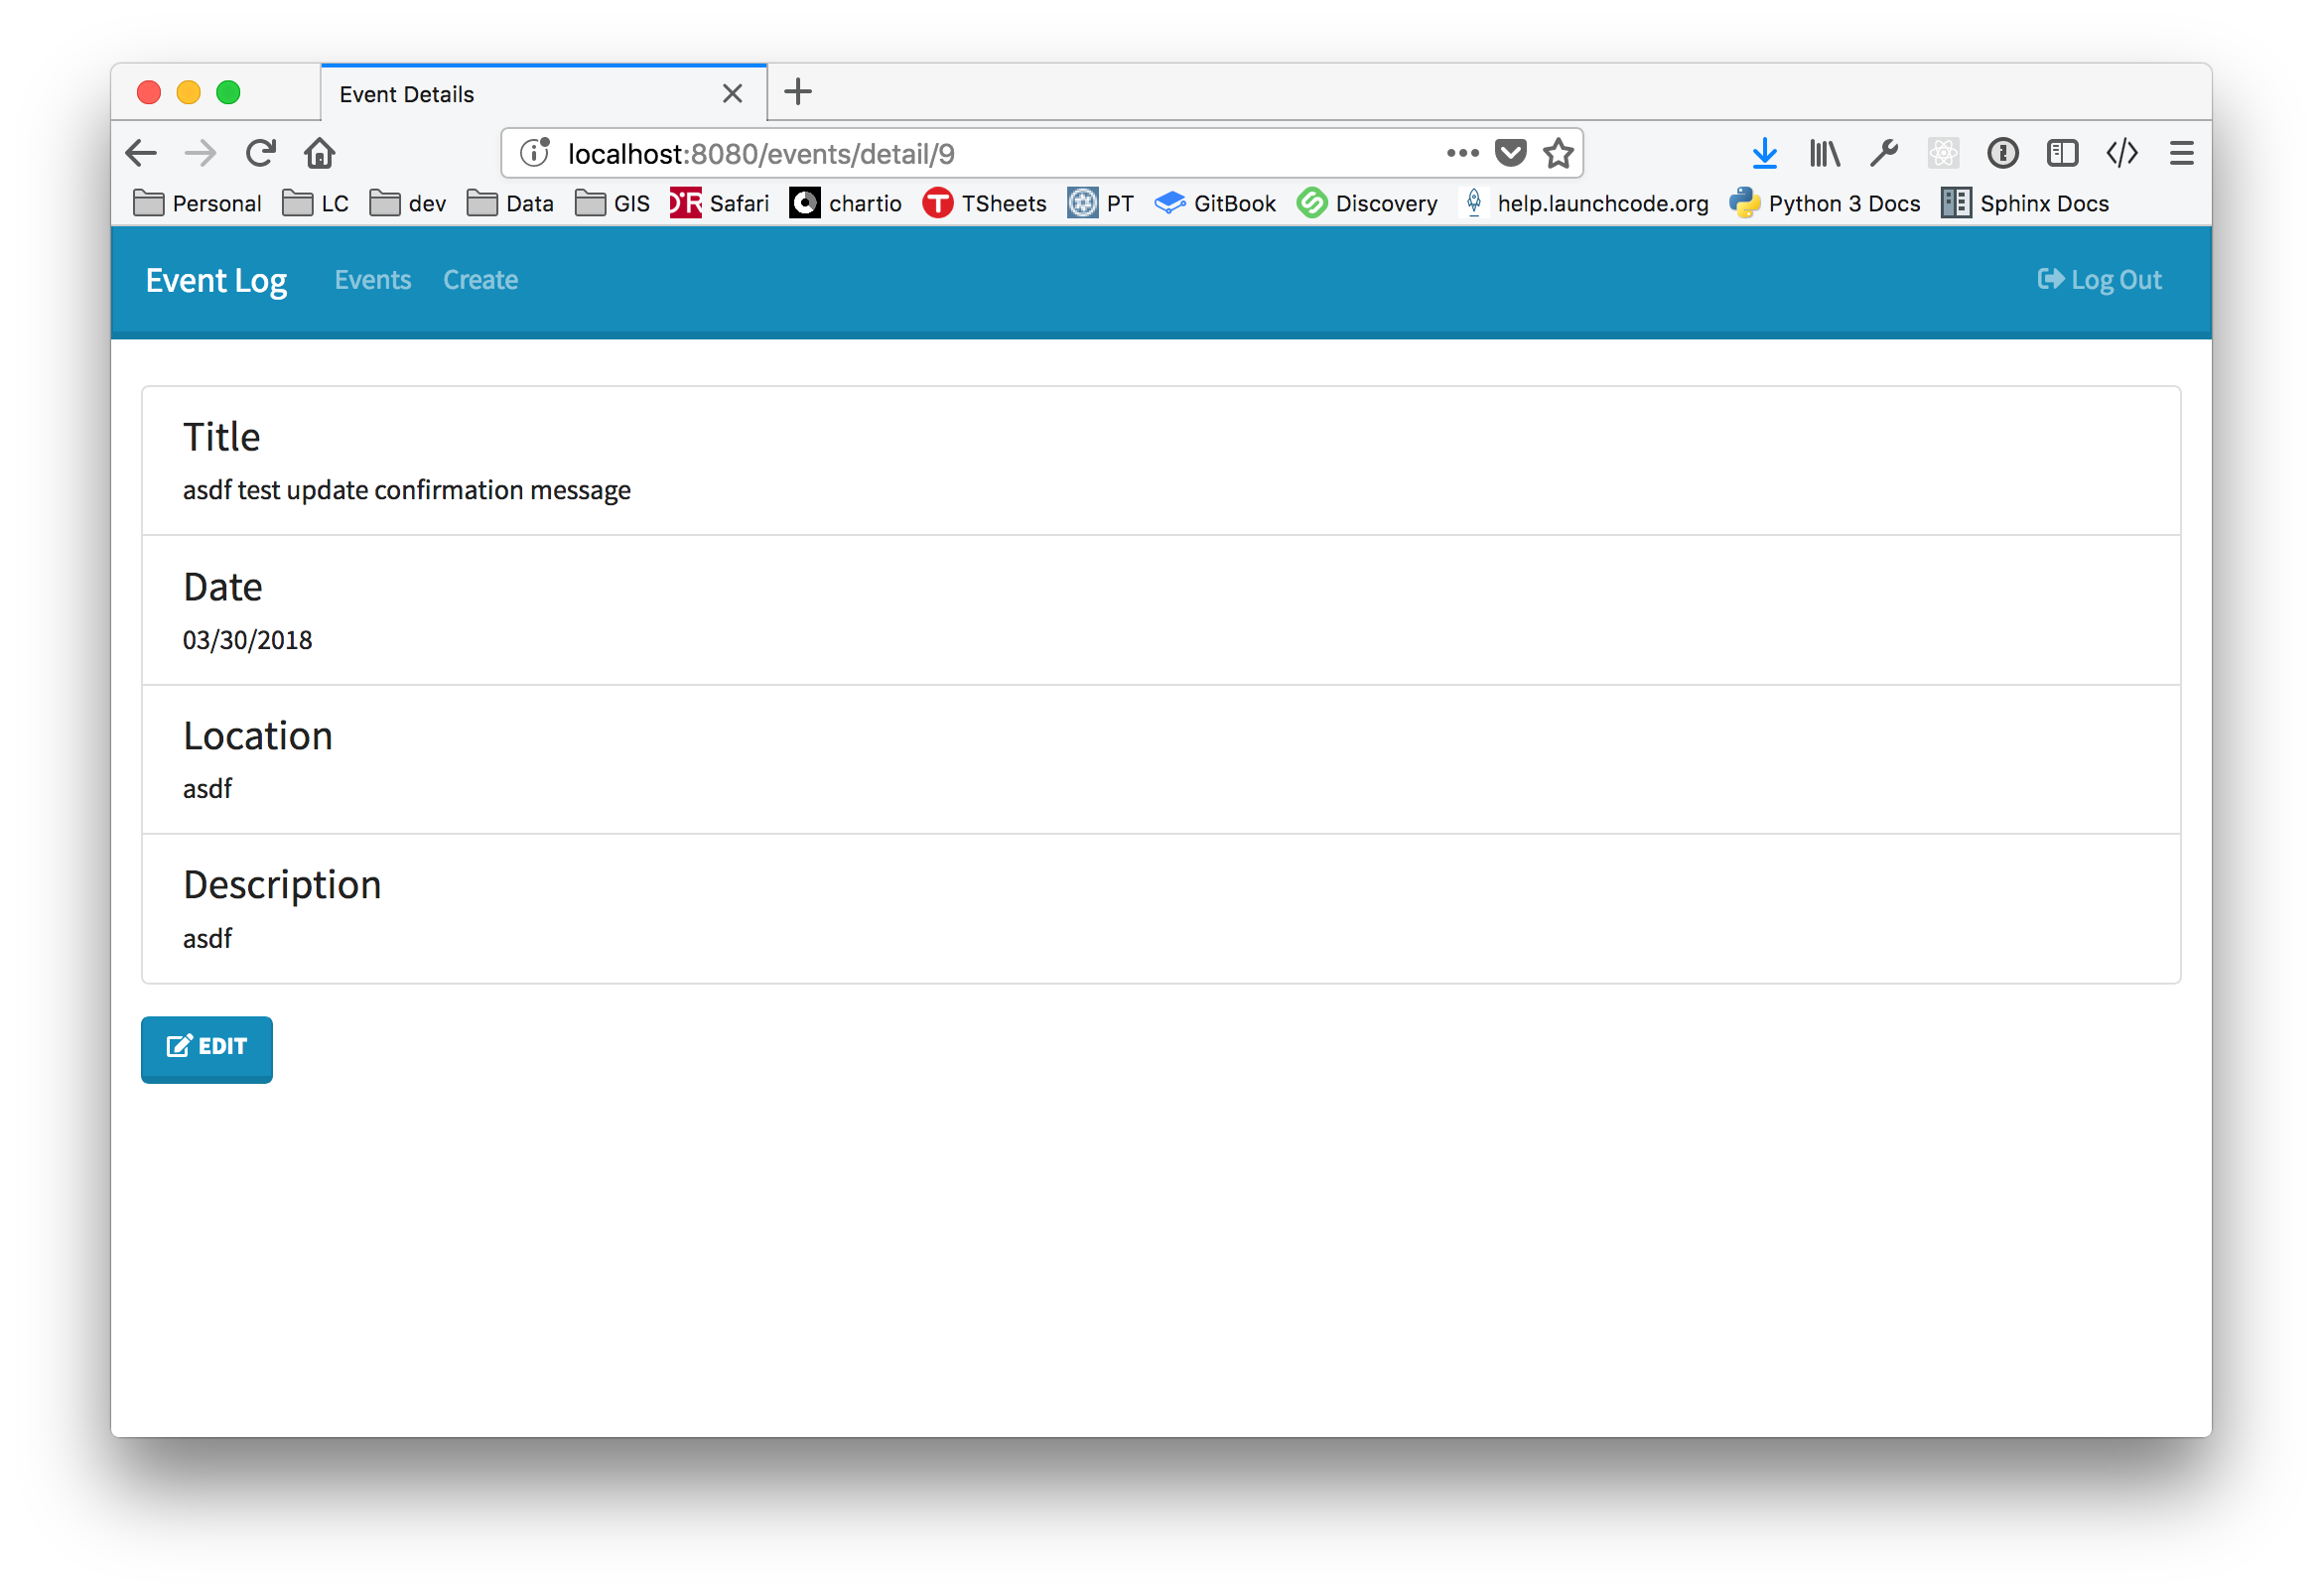 Event Details
localhost:8080/events/detail/9
Personal LC dev Data GIS Safari chartio TSheets PT GitBook Discovery help.launchcode.org Python 3 Docs Sphinx Docs
Event Log Events Create Log Out
Title
asdf test update confirmation message
Date
03/30/2018
Location
asdf
Description
asdf
EDIT